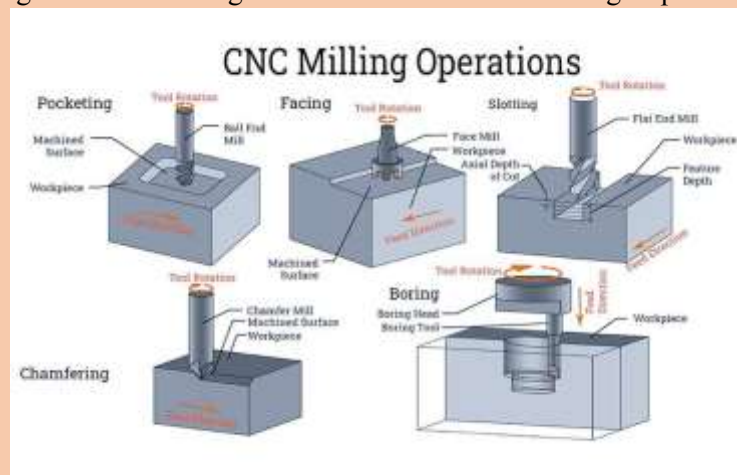 CNC Milling Operations
Pocketing
Tool Rotation
Ball End
Mill
Machined
Surface
Workpiece
Facing
Tool Rotation
Face Mill
Workpiece
Feed Direction
Machined
Surface
Slotting
Tool Rotation
Flat End Mill
Workpiece
Axial Depth
of Cut
Feature
Depth
Feed Direction
Chamfering
Tool Rotation
Chamfer Mill
Machined Surface
Workpiece
Boring
Tool Rotation
Boring Head
Boring Tool
Feed
Direction
Workpiece